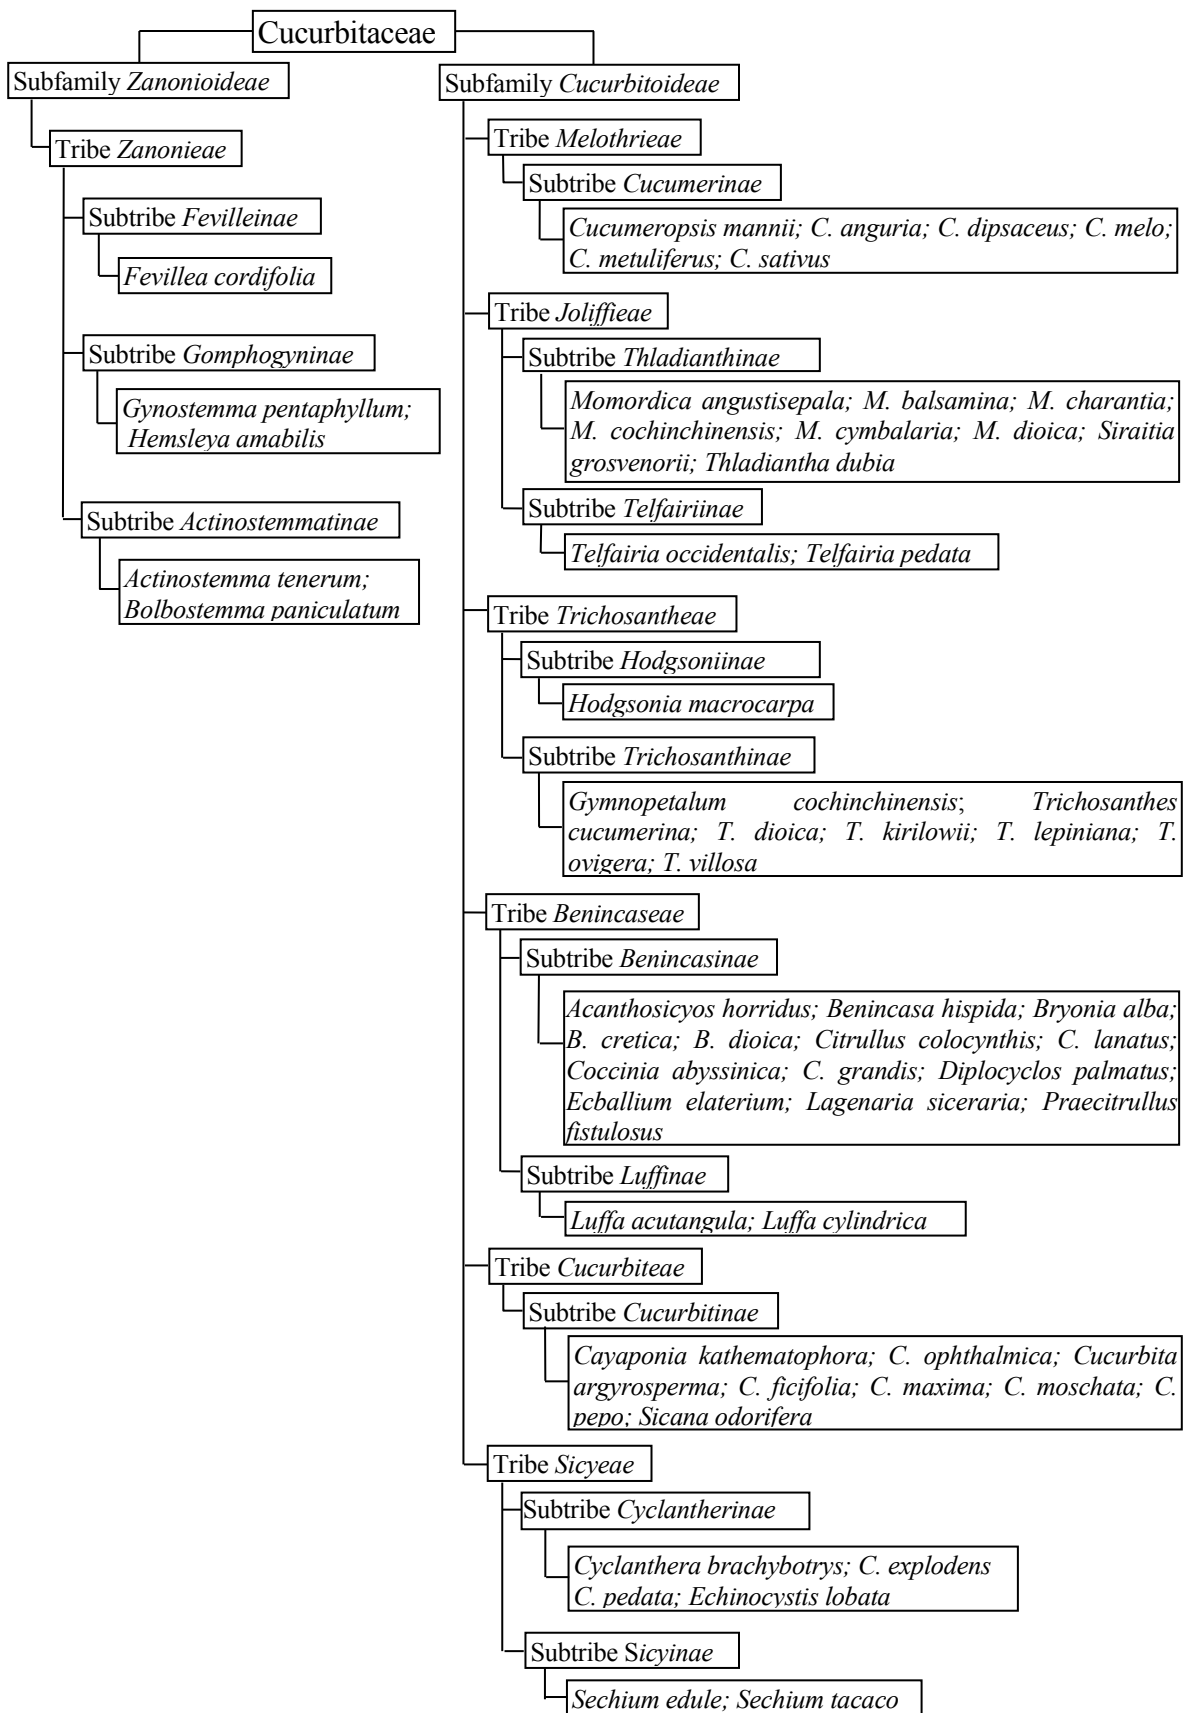 Cucurbitaceae
Subfamily Zanonioideae
Tribe Zanonieae
Subtribe Fevilleinae
Fevillea cordifolia
Subtribe Gomphogyninae
Gynostemma pentaphyllum;
Hemsleya amabilis
Subtribe Actinostemmatinae
Actinostemma tenerum;
Bolbostemma paniculatum
Subfamily Cucurbitoideae
Tribe Melothrieae
Subtribe Cucumerinae
Cucumeropsis mannii; C. anguria; C. dipsaceus; C. melo;
C. metuliferus; C. sativus
Tribe Joliffieae
Subtribe Thladianthinae
Momordica angustisepala; M. balsamina; M. charantia;
M. cochinchinensis; M. cymbalaria; M. dioica; Siraitia
grosvenorii; Thladiantha dubia
Subtribe Telfairiinae
Telfairia occidentalis; Telfairia pedata
Tribe Trichosantheae
Subtribe Hodgsoniinae
Hodgsonia macrocarpa
Subtribe Trichosanthinae
Gymnopetalum cochinchinensis; Trichosanthes
cucumerina; T. dioica; T. kirilowii; T. lepiniana; T.
ovigera; T. villosa
Tribe Benincaseae
Subtribe Benincasinae
Acanthosicyos horridus; Benincasa hispida; Bryonia alba;
B. cretica; B. dioica; Citrullus colocynthis; C. lanatus;
Coccinia abyssinica; C. grandis; Diplocyclos palmatus;
Ecballium elaterium; Lagenaria siceraria; Praecitrullus
fistulosus
Subtribe Luffinae
Luffa acutangula; Luffa cylindrica
Tribe Cucurbiteae
Subtribe Cucurbitinae
Cayaponia kathematophora; C. ophthalmica; Cucurbita
argyrosperma; C. ficifolia; C. maxima; C. moschata; C.
pepo; Sicana odorifera
Tribe Sicyeae
Subtribe Cyclantherinae
Cyclanthera brachybotrys; C. explodens
C. pedata; Echinocystis lobata
Subtribe Sicyinae
Sechium edule; Sechium tacaco